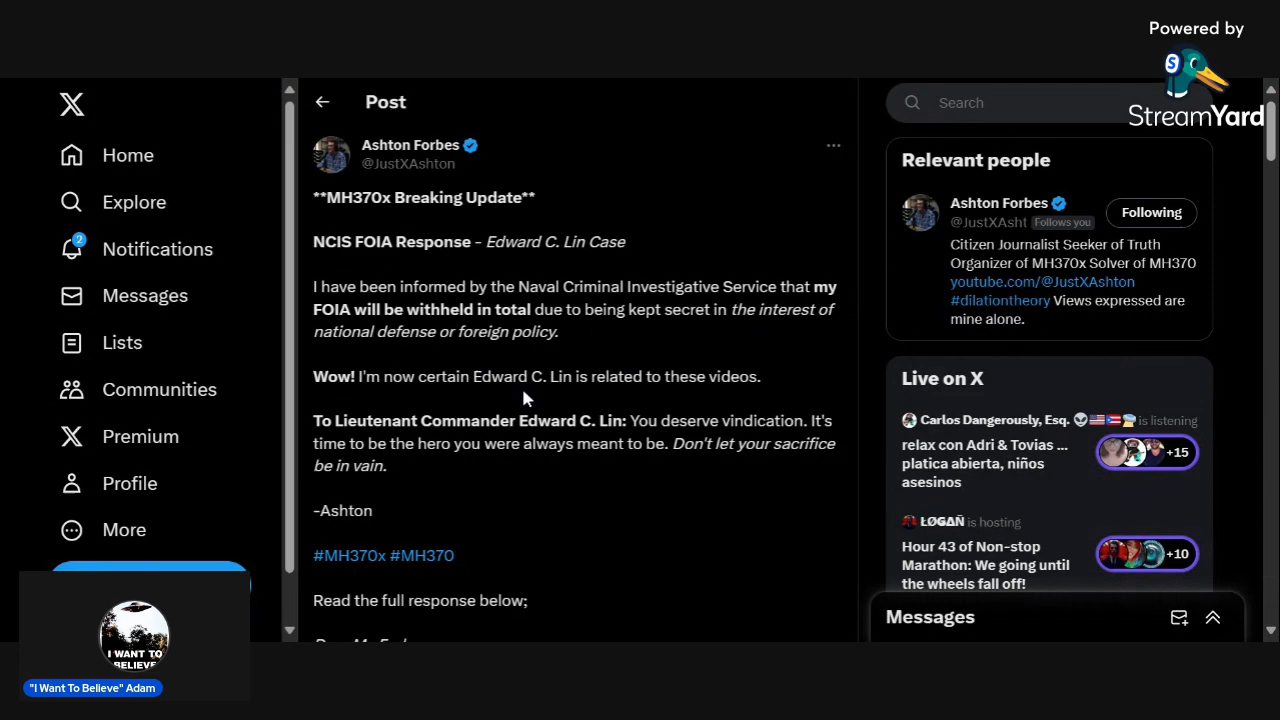 Powered by
StreamYard
X
Home
Explore
2
Notifications
Messages
Lists
Communities
Premium
Profile
More
Post
Ashton Forbes
@JustXAshton
**MH370x Breaking Update**
NCIS FOIA Response - Edward C. Lin Case
I have been informed by the Naval Criminal Investigative Service that my
FOIA will be withheld in total due to being kept secret in the interest of
national defense or foreign policy.
Wow! I'm now certain Edward C. Lin is related to these videos.
To Lieutenant Commander Edward C. Lin: You deserve vindication. It's
time to be the hero you were always meant to be. Don't let your sacrifice
be in vain.
-Ashton
#MH370x #MH370
Read the full response below;
Search
Relevant people
Ashton Forbes
@JustXAsht Follows you
Following
Citizen Journalist Seeker of Truth
Organizer of MH370x Solver of MH370
youtube.com/@JustXAshton
#dilationtheory Views expressed are
mine alone.
Live on X
Carlos Dangerously, Esq. is listening
relax con Adri & Tovias ...
platica abierta, niños
asesinos
+15
ŁØGΔÑ is hosting
Hour 43 of Non-stop
Marathon: We going until
the wheels fall off!
+10
Messages
I WANT TO
BELIEVE
"I Want To Believe" Adam